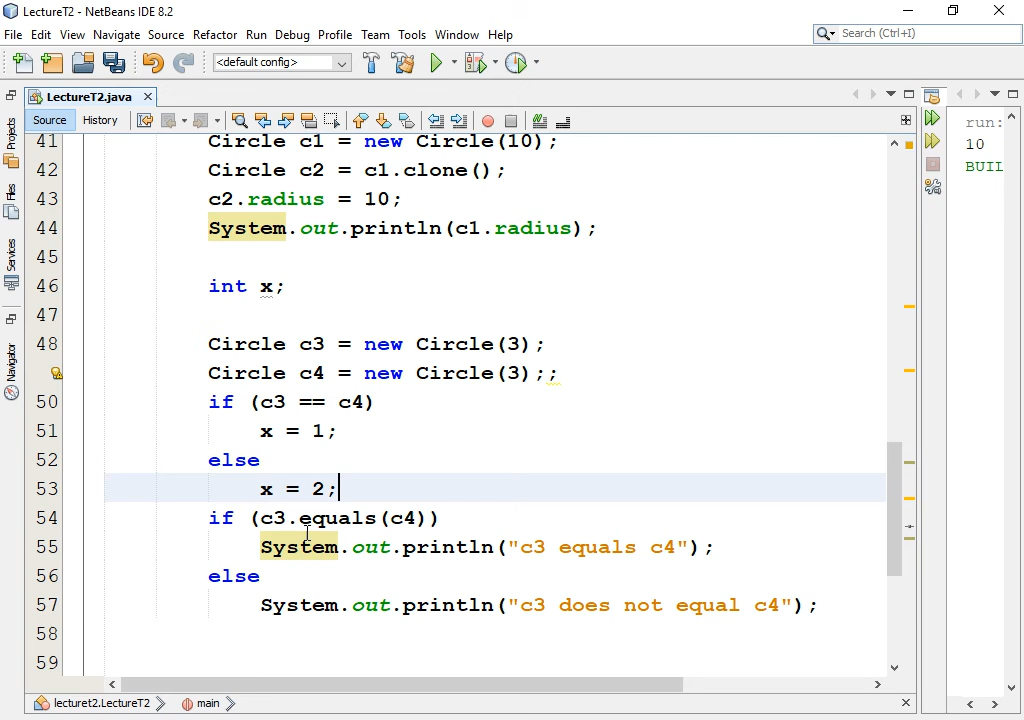 LectureT2 - NetBeans IDE 8.2
File Edit View Navigate Source Refactor Run Debug Profile Team Tools Window Help
Search (Ctrl+I)
<default config>
LectureT2.java
Source History
Projects
Files
Services
Navigator
41 Circle c1 = new Circle(10);
42 Circle c2 = c1.clone();
43 c2.radius = 10;
44 System.out.println(c1.radius);
45
46 int x;
47
48 Circle c3 = new Circle(3);
Circle c4 = new Circle(3);;
50 if (c3 == c4)
51 x = 1;
52 else
53 x = 2;
54 if (c3.equals(c4))
55 System.out.println("c3 equals c4");
56 else
57 System.out.println("c3 does not equal c4");
58
59
run:
10
BUIL
lecturet2.LectureT2 main